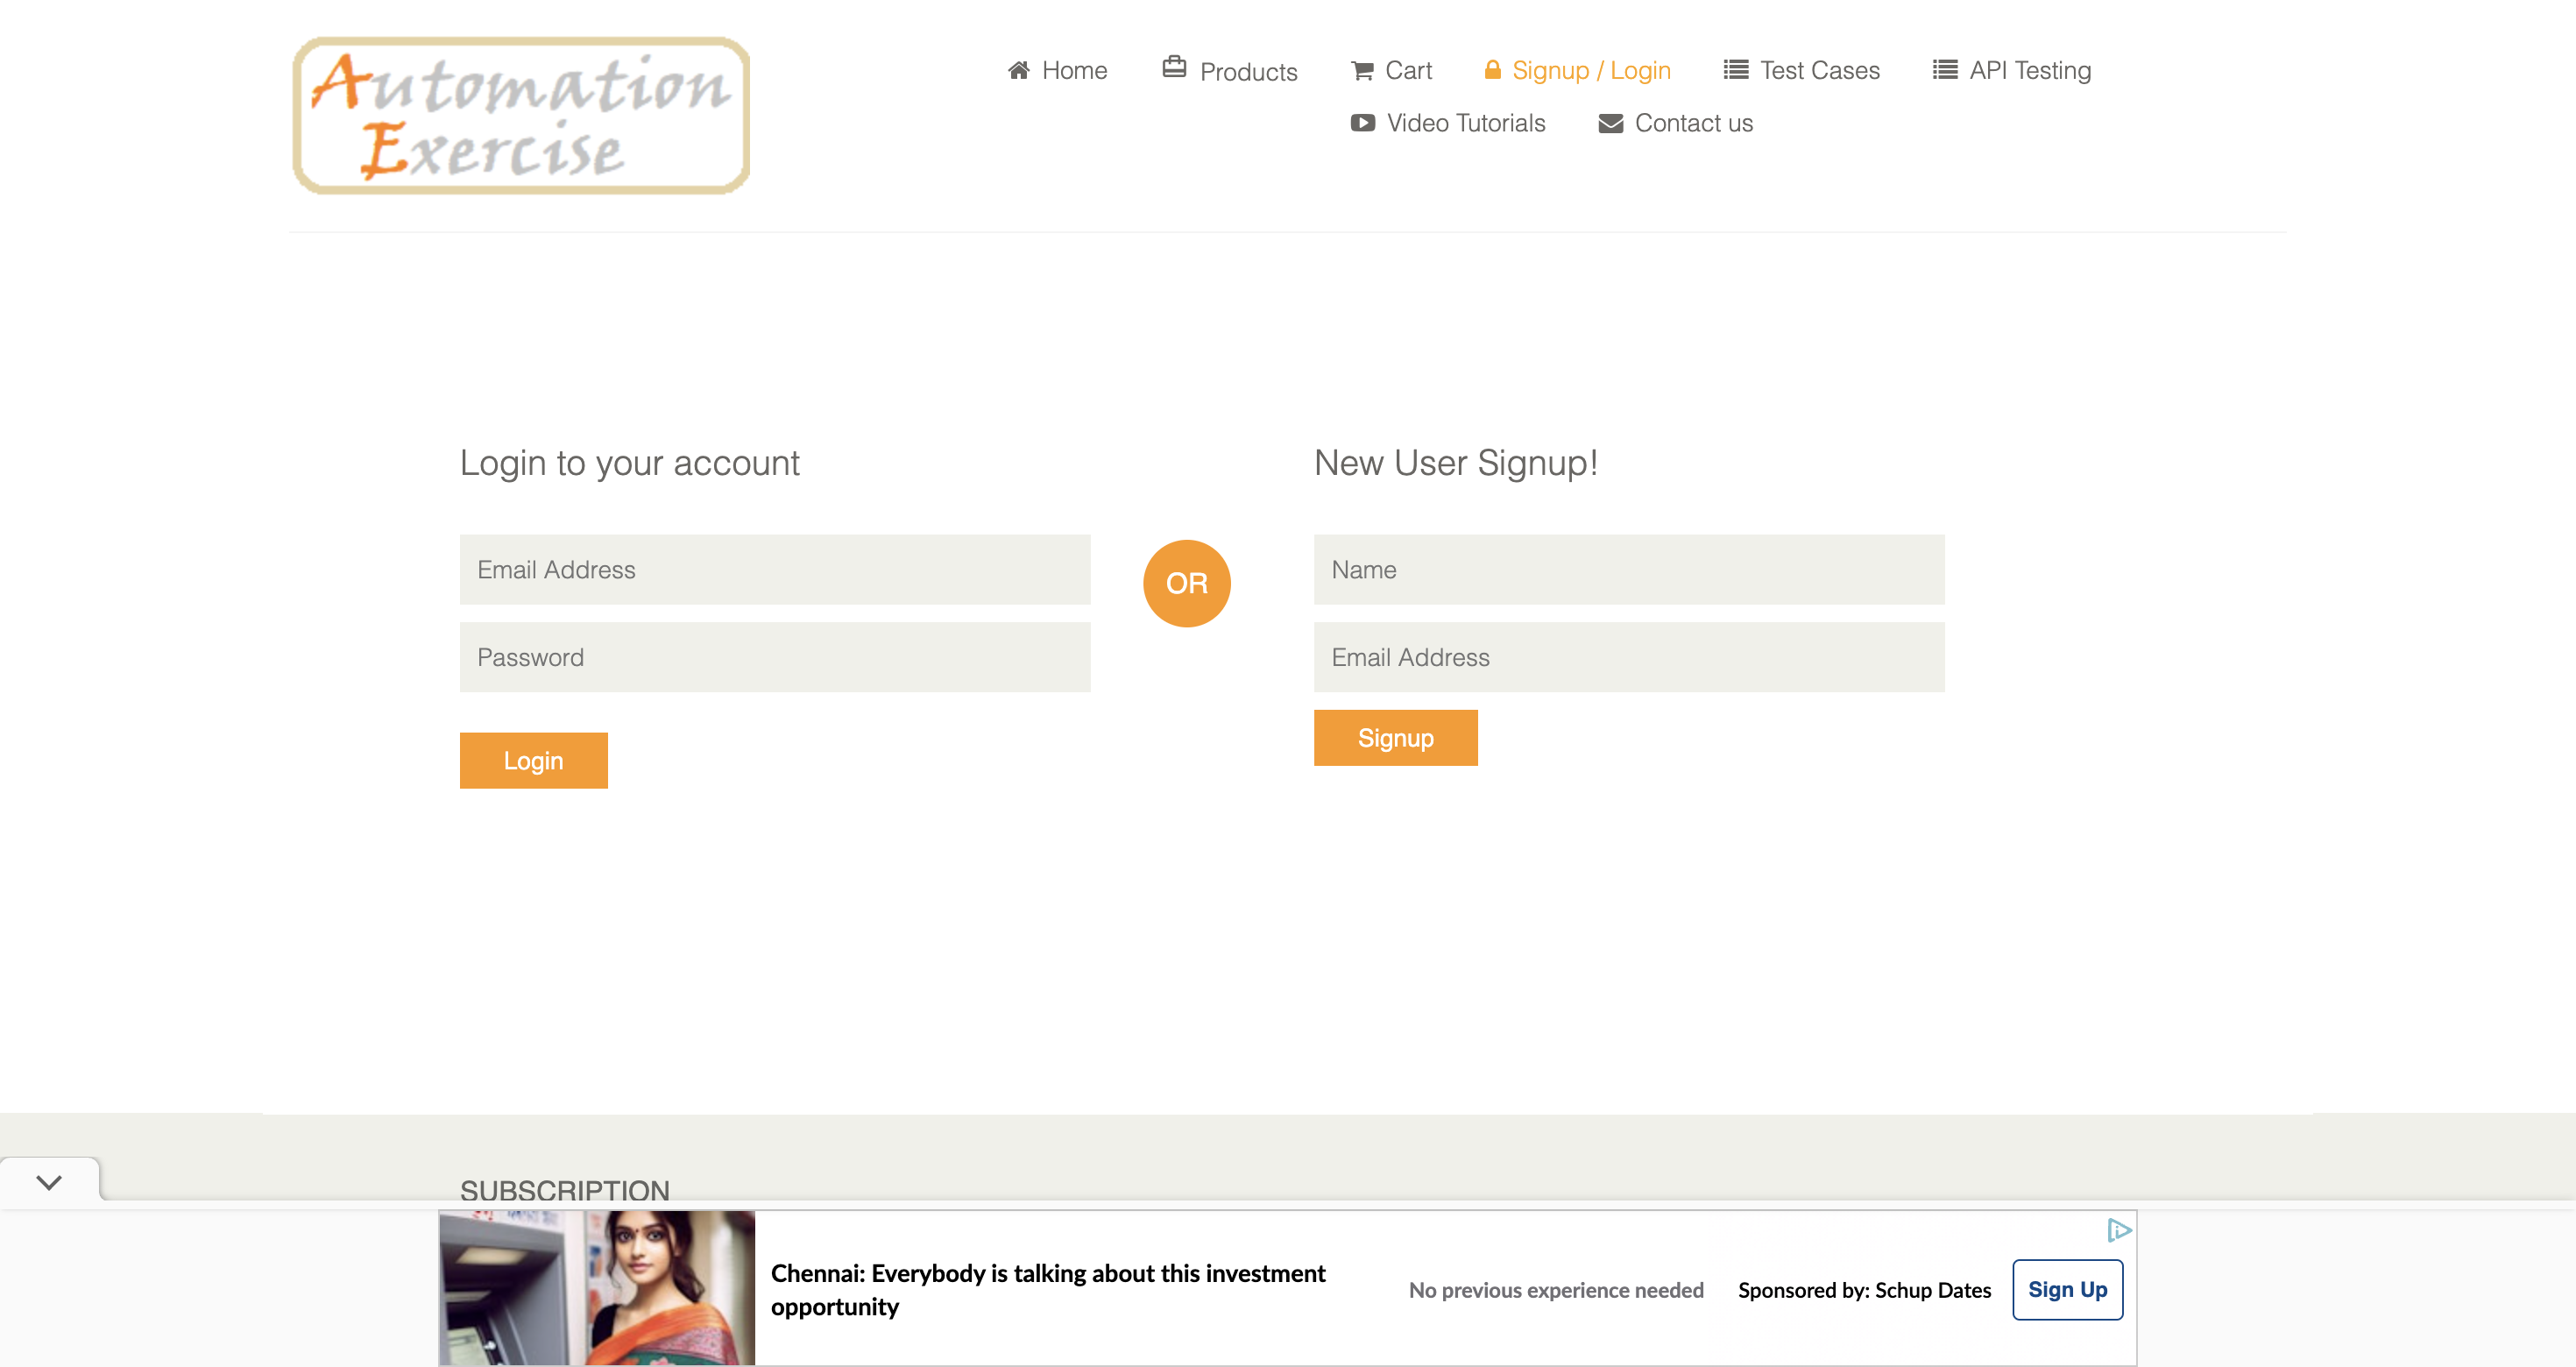 Automation
Exercise
Home
Products
Cart
Signup / Login
Test Cases
API Testing
Video Tutorials
Contact us
Login to your account
Email Address
Password
Login
OR
New User Signup!
Name
Email Address
Signup
SUBSCRIPTION
Chennai: Everybody is talking about this investment
opportunity
No previous experience needed
Sponsored by: Schup Dates
Sign Up